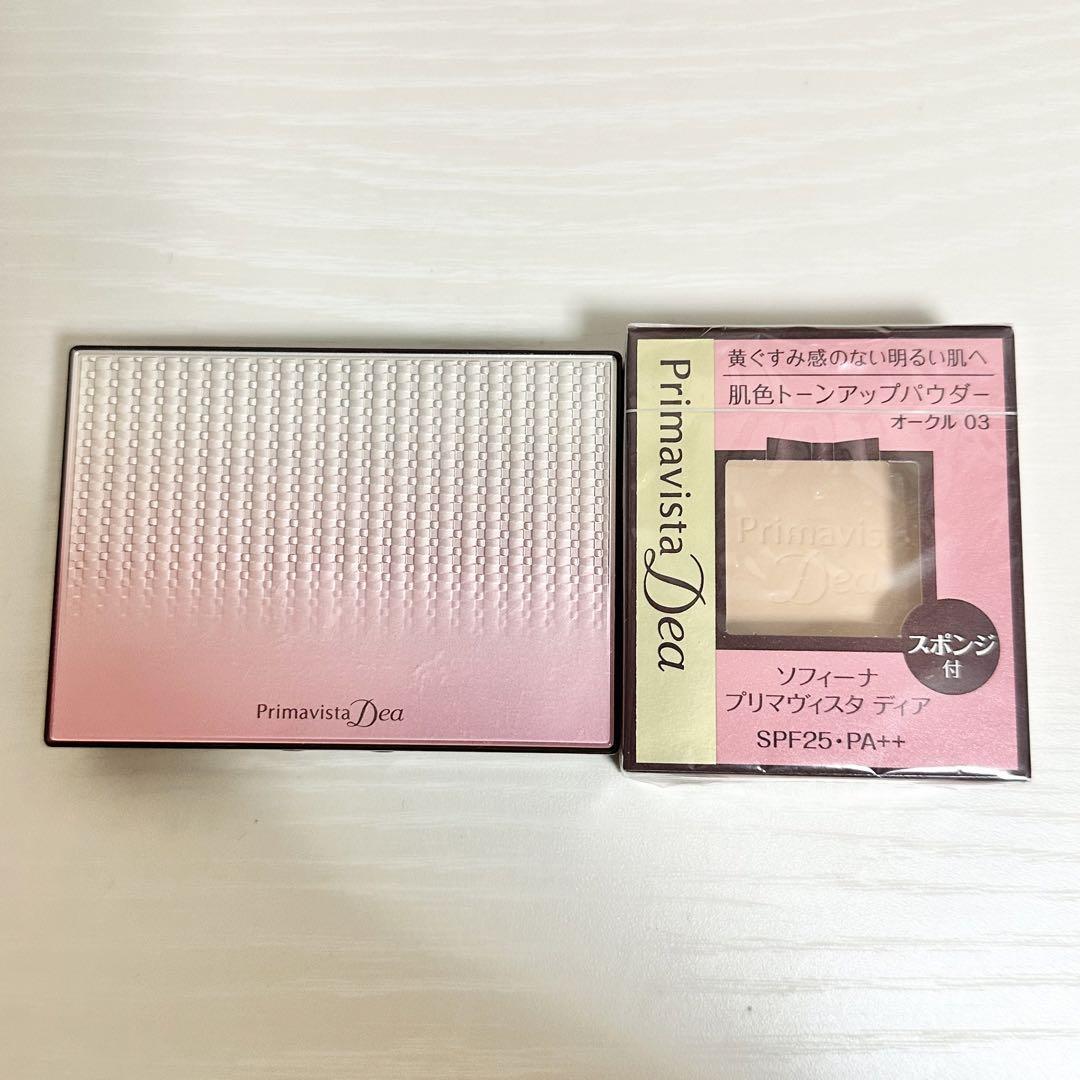 Primavista Dea
Primavista Dea
黄ぐすみ感のない明るい肌へ
肌色トーンアップパウダー
オークル 03
Primavista
Dea
スポンジ
付
ソフィーナ
プリマヴィスタ ディア
SPF25・PA++